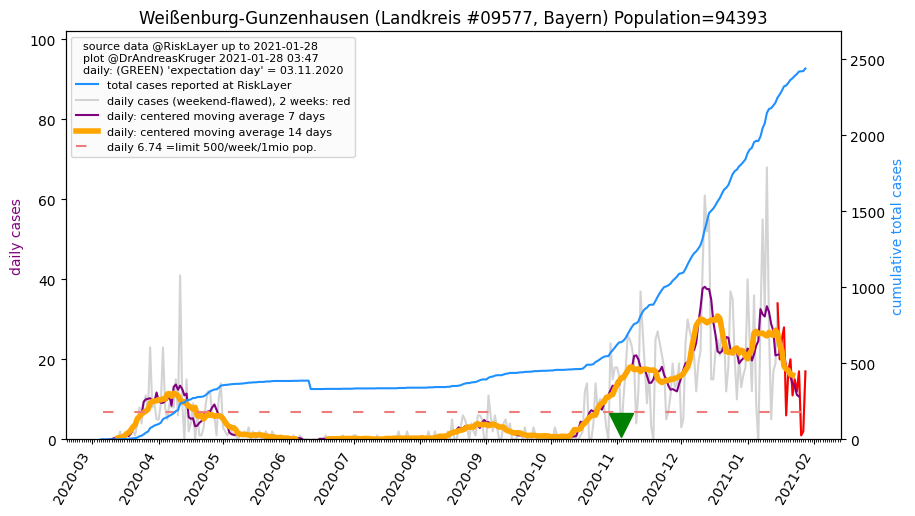 Weißenburg-Gunzenhausen (Landkreis #09577, Bayern) Population=94393
source data @RiskLayer up to 2021-01-28
plot @DrAndreasKruger 2021-01-28 03:47
daily: (GREEN) 'expectation day' = 03.11.2020
total cases reported at RiskLayer
daily cases (weekend-flawed), 2 weeks: red
daily: centered moving average 7 days
daily: centered moving average 14 days
daily 6.74 =limit 500/week/1mio pop.
daily cases
100
80
60
40
20
0
cumulative total cases
2500
2000
1500
1000
500
0
2020-03
2020-04
2020-05
2020-06
2020-07
2020-08
2020-09
2020-10
2020-11
2020-12
2021-01
2021-02